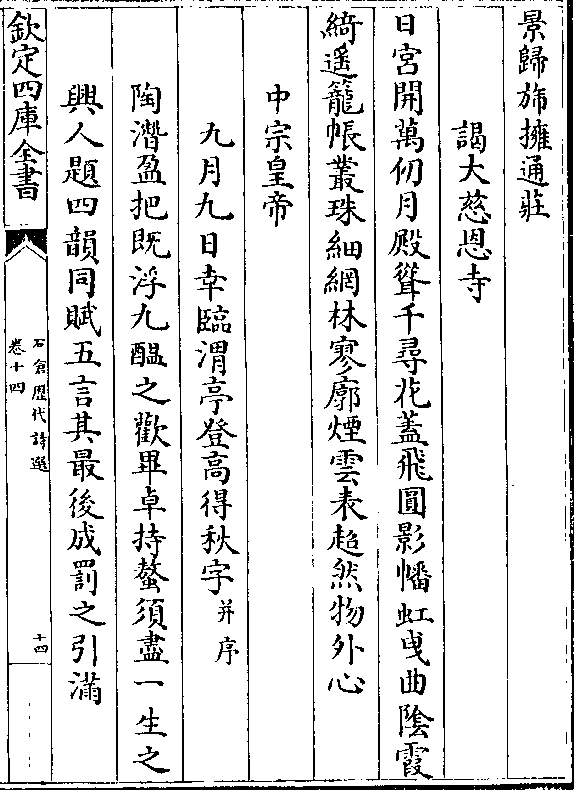 景歸斾擁通莊
謁大慈恩寺
日宮開萬仞月殿聳千尋花蓋飛圓影幡虹曳曲陰霞
綺遥籠帳叢珠細網林寥廓煙雲表超然物外心
中宗皇帝
九月九日幸臨渭亭登高得秋字并序
陶潛盈把既浮九醖之歡畢卓持螯須盡一生之
興人題四韻同賦五言其最後成罰之引滿
欽定四庫全書
石倉歷代詩選
卷十四
十四